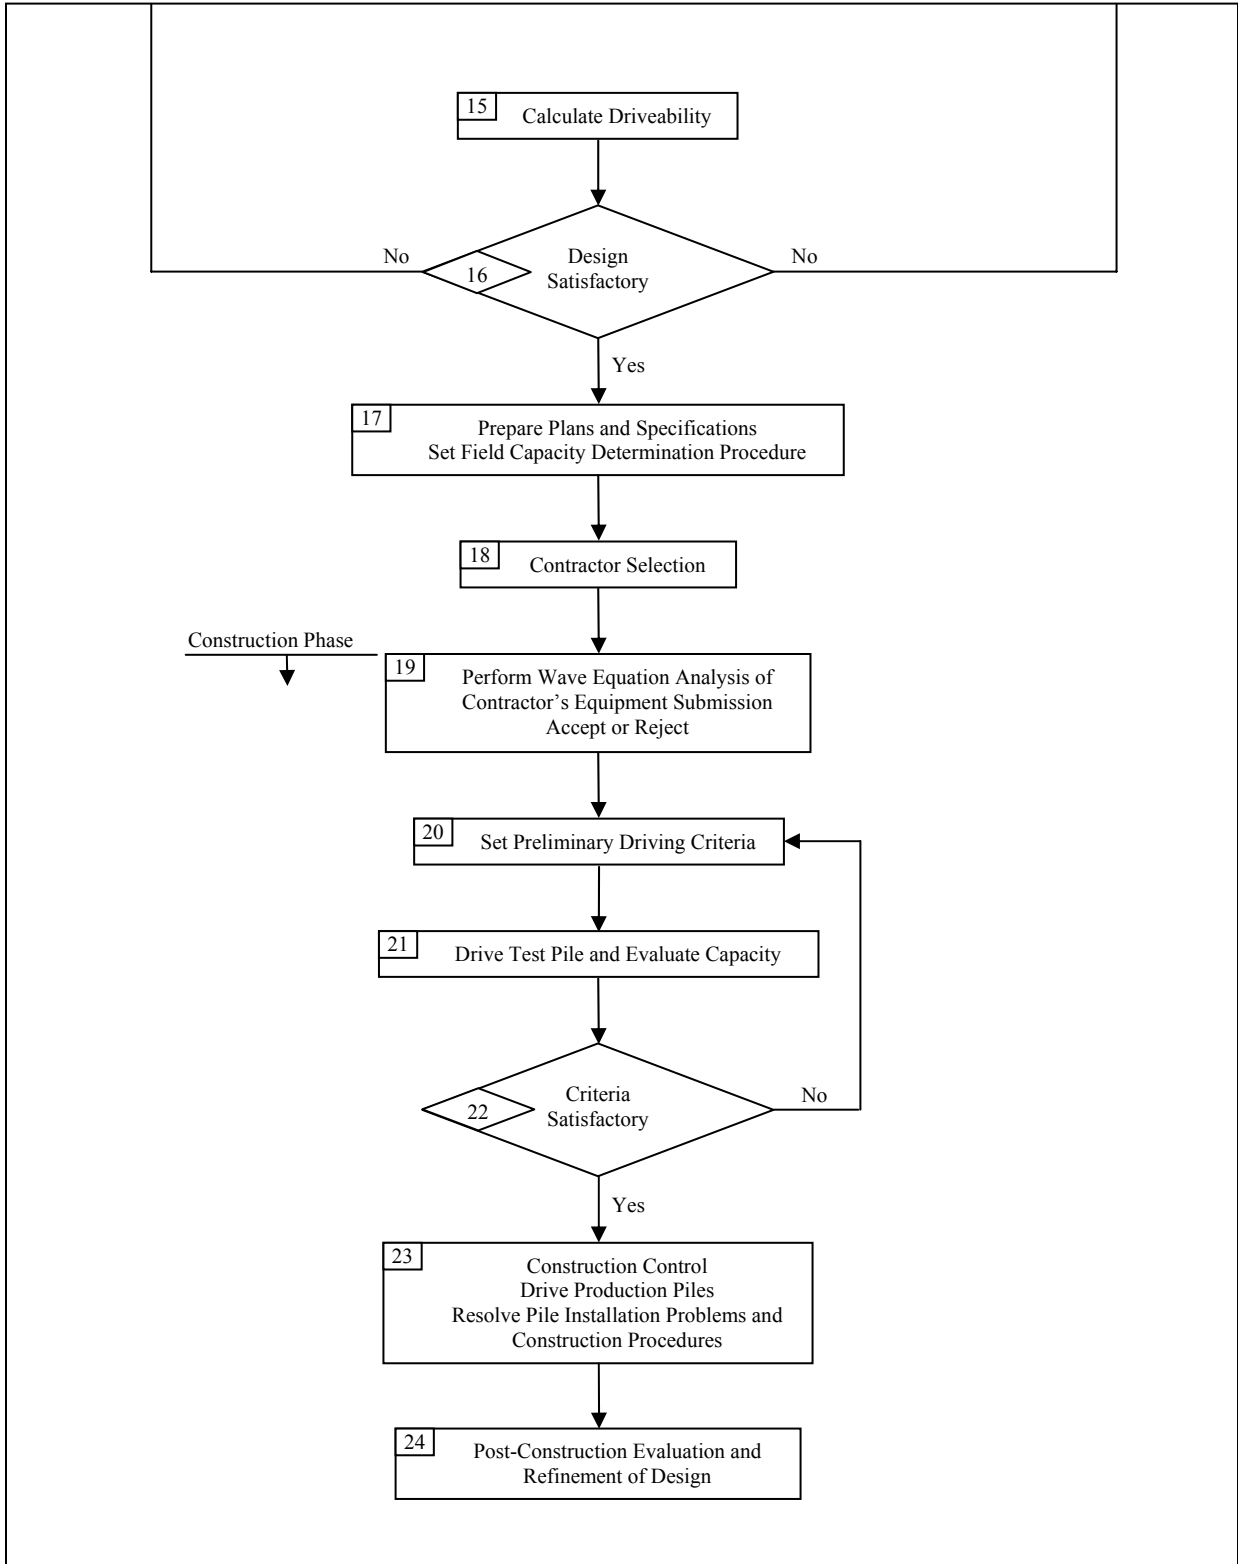 15
Calculate Driveability
No
Design
No
16
Satisfactory
Yes
17
Prepare Plans and Specifications
Set Field Capacity Determination Procedure
18
Contractor Selection
Construction Phase
19
Perform Wave Equation Analysis of
Contractor’s Equipment Submission
Accept or Reject
20
Set Preliminary Driving Criteria
21
Drive Test Pile and Evaluate Capacity
Criteria
No
22
Satisfactory
Yes
23
Construction Control
Drive Production Piles
Resolve Pile Installation Problems and
Construction Procedures
24
Post-Construction Evaluation and
Refinement of Design